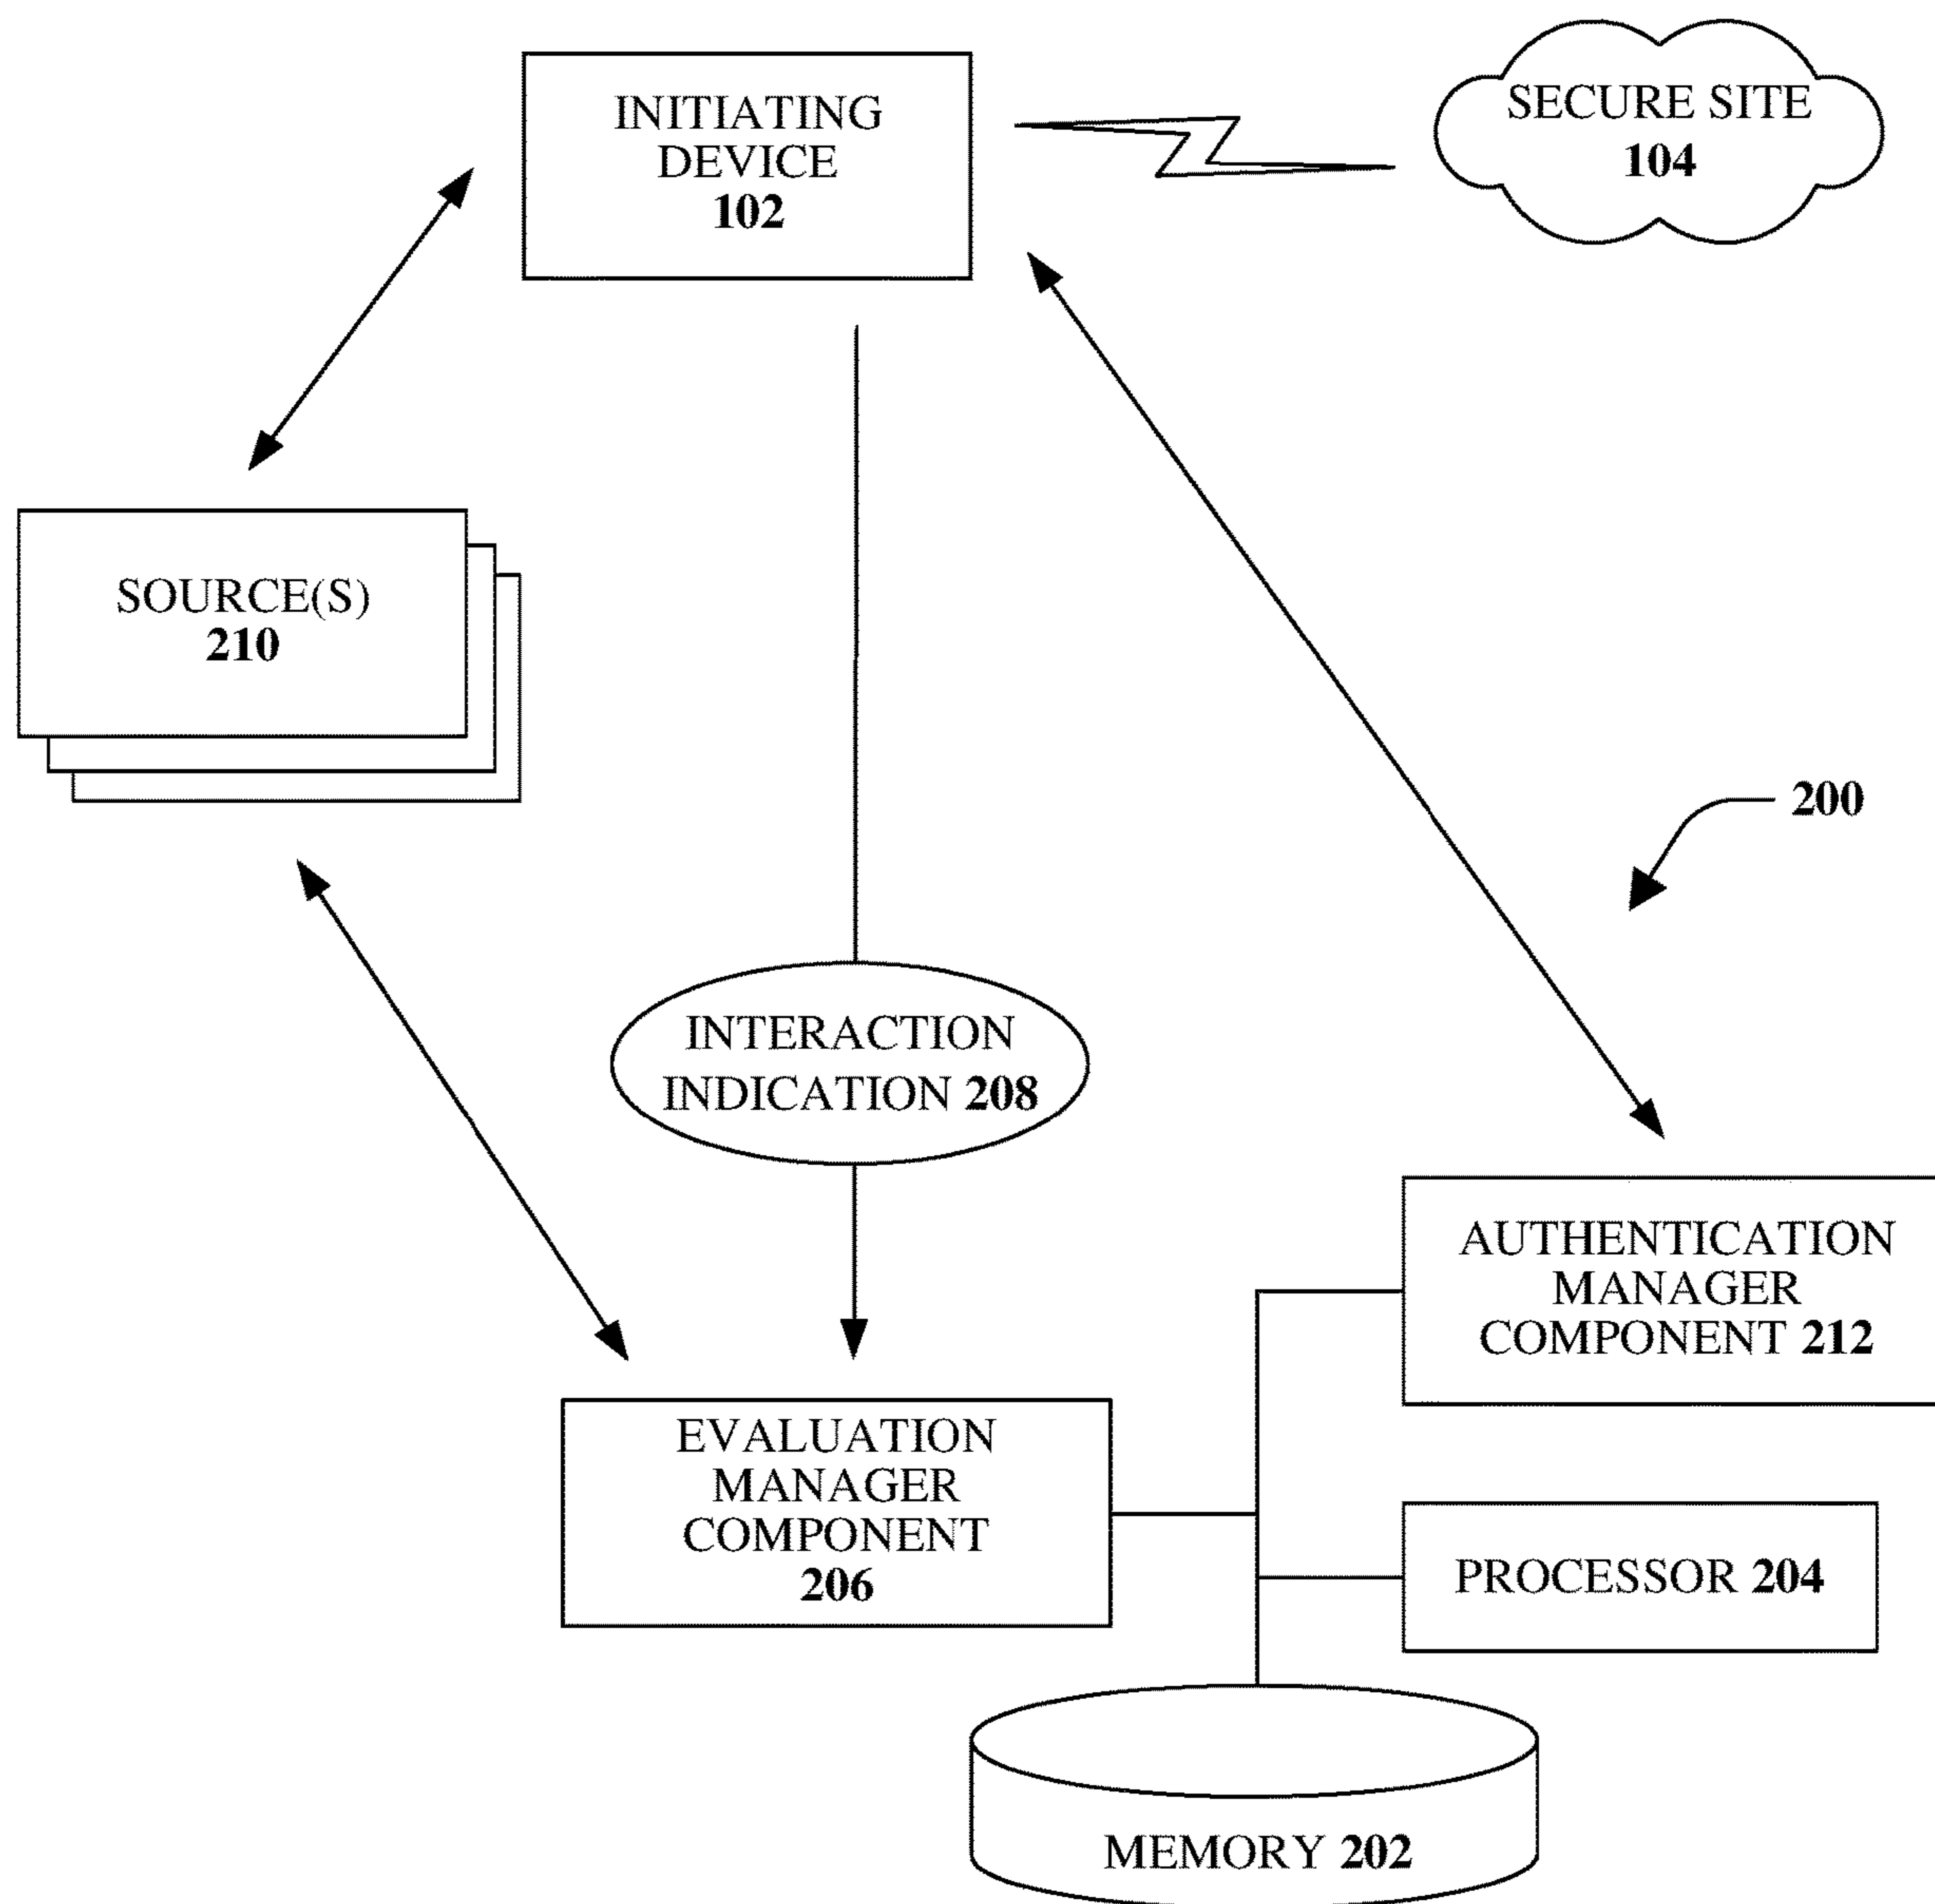 INITIATING
DEVICE
102
SECURE SITE
104
SOURCE(S)
210
200
INTERACTION
INDICATION 208
AUTHENTICATION
MANAGER
COMPONENT 212
EVALUATION
MANAGER
COMPONENT
206
PROCESSOR 204
MEMORY 202